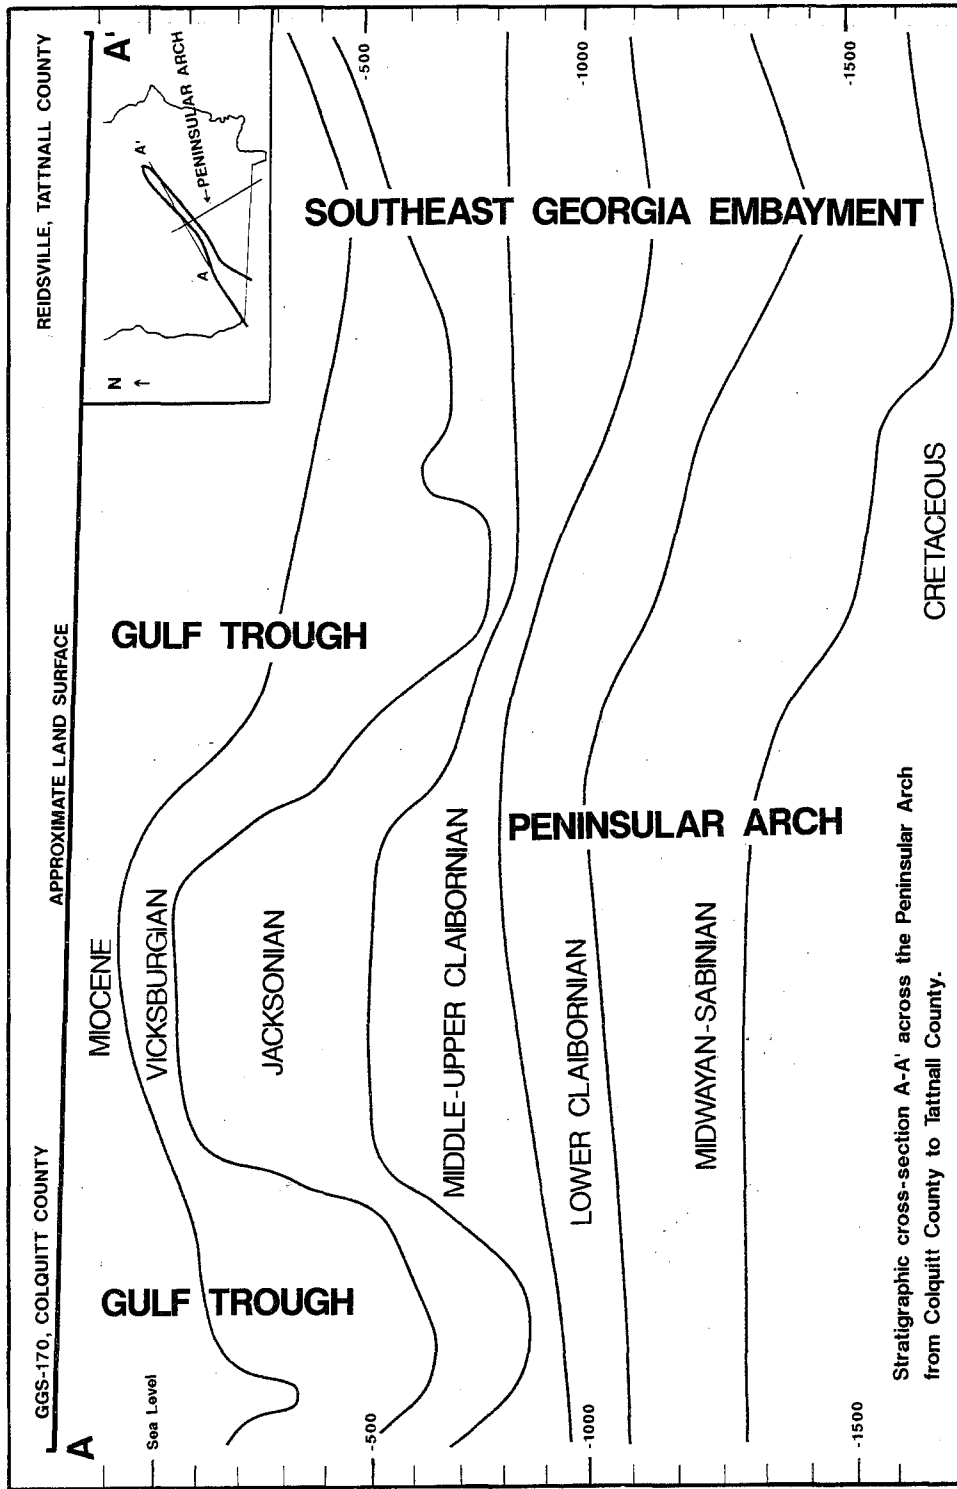 A
GGS-170, COLQUITT COUNTY
APPROXIMATE LAND SURFACE
REIDSVILLE, TATTNALL COUNTY
A'
N
↑
A
A'
←PENINSULAR ARCH
Sea Level
MIOCENE
VICKSBURGIAN
GULF TROUGH
GULF TROUGH
JACKSONIAN
SOUTHEAST GEORGIA EMBAYMENT
-500
-500
MIDDLE-UPPER CLAIBORNIAN
PENINSULAR ARCH
LOWER CLAIBORNIAN
-1000
-1000
MIDWAYAN-SABINIAN
-1500
-1500
CRETACEOUS
Stratigraphic cross-section A-A' across the Peninsular Arch
from Colquitt County to Tattnall County.